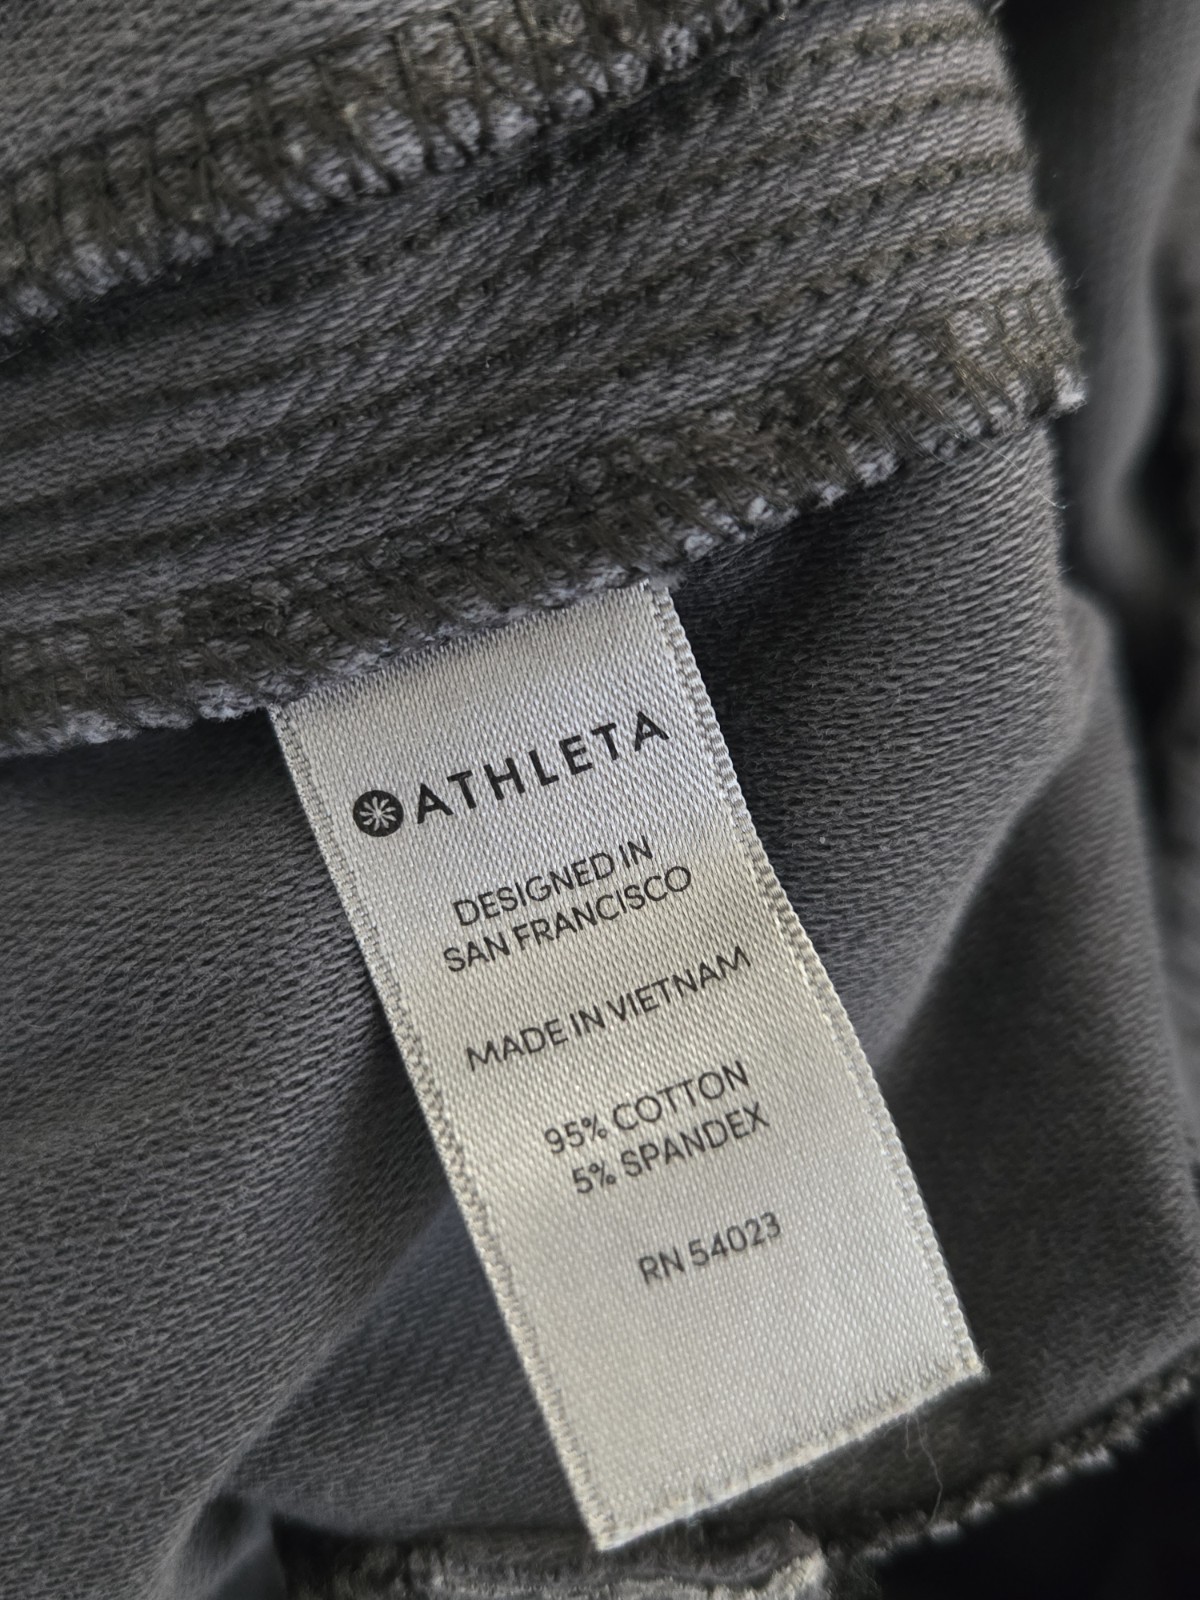 ATHLETA
DESIGNED IN
SAN FRANCISCO
MADE IN VIETNAM
95% COTTON
5% SPANDEX
RN 54023